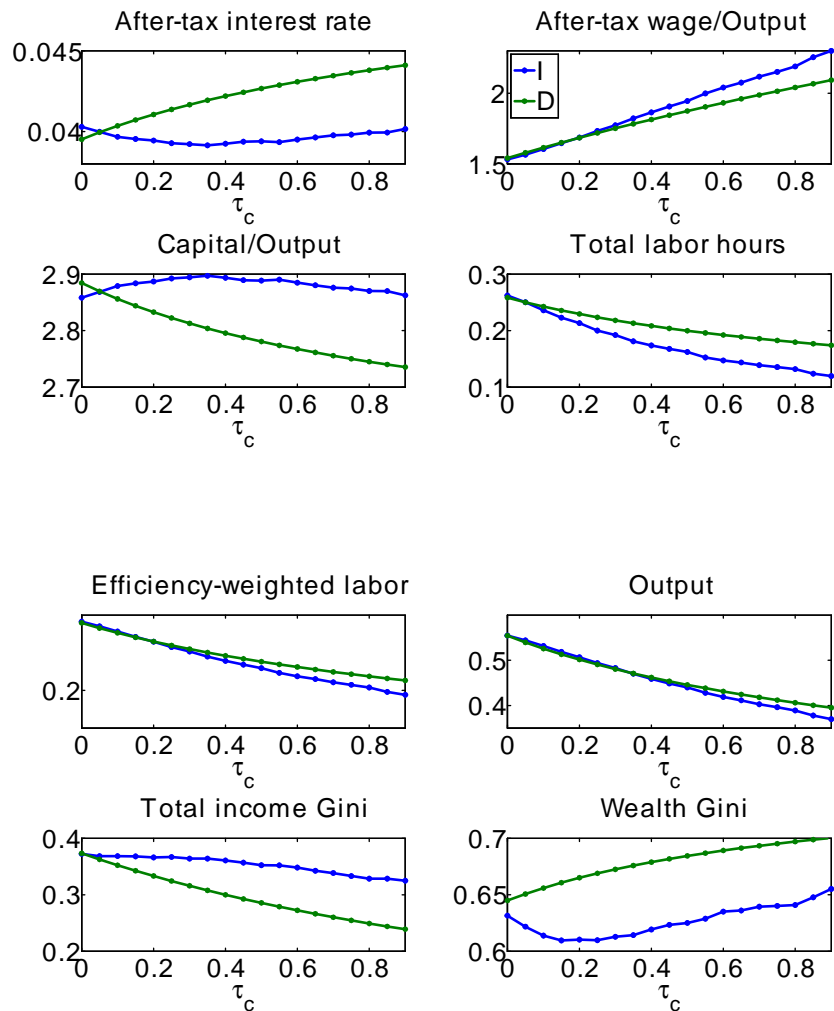 After-tax interest rate
After-tax wage/Output
0.045
0.04
0 0.2 0.4 0.6 0.8
τc
2
1.5
I
D
0 0.2 0.4 0.6 0.8
τc
Capital/Output
Total labor hours
2.9
2.8
2.7
0 0.2 0.4 0.6 0.8
τc
0.3
0.2
0.1
0 0.2 0.4 0.6 0.8
τc
Efficiency-weighted labor
Output
0.2
0 0.2 0.4 0.6 0.8
τc
0.5
0.4
0 0.2 0.4 0.6 0.8
τc
Total income Gini
Wealth Gini
0.4
0.3
0.2
0 0.2 0.4 0.6 0.8
τc
0.7
0.65
0.6
0 0.2 0.4 0.6 0.8
τc